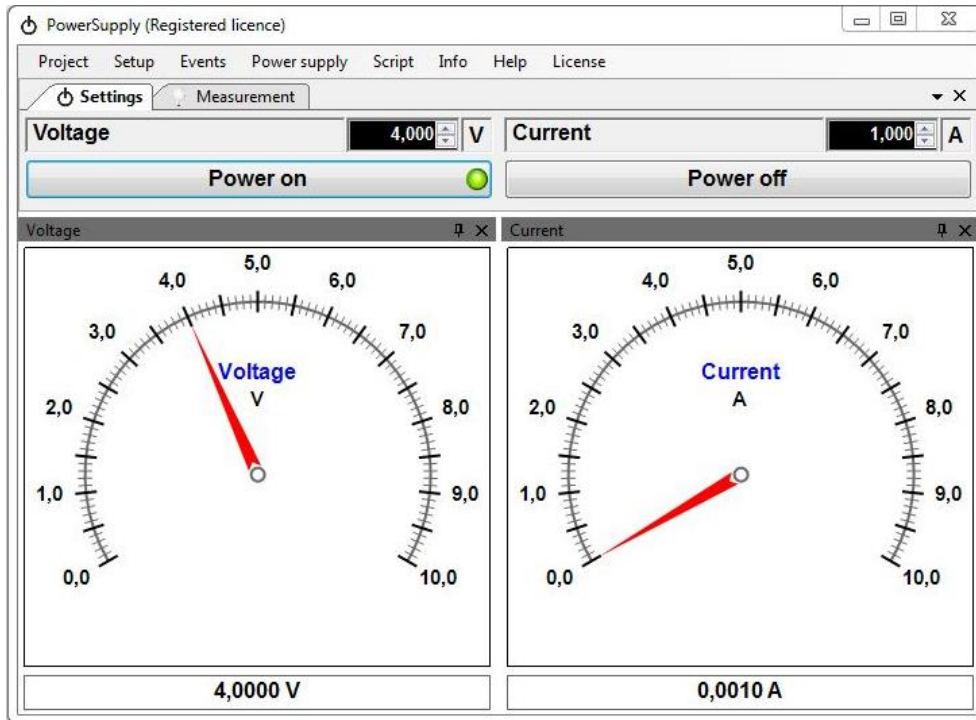 PowerSupply (Registered licence)
Project Setup Events Power supply Script Info Help License
Settings Measurement
Voltage 4,000 V Current 1,000 A
Power on Power off
Voltage Current
5,0 5,0
4,0 6,0 4,0 6,0
3,0 7,0 3,0 7,0
Voltage Current
V A
2,0 8,0 2,0 8,0
1,0 9,0 1,0 9,0
0,0 10,0 0,0 10,0
4,0000 V 0,0010 A